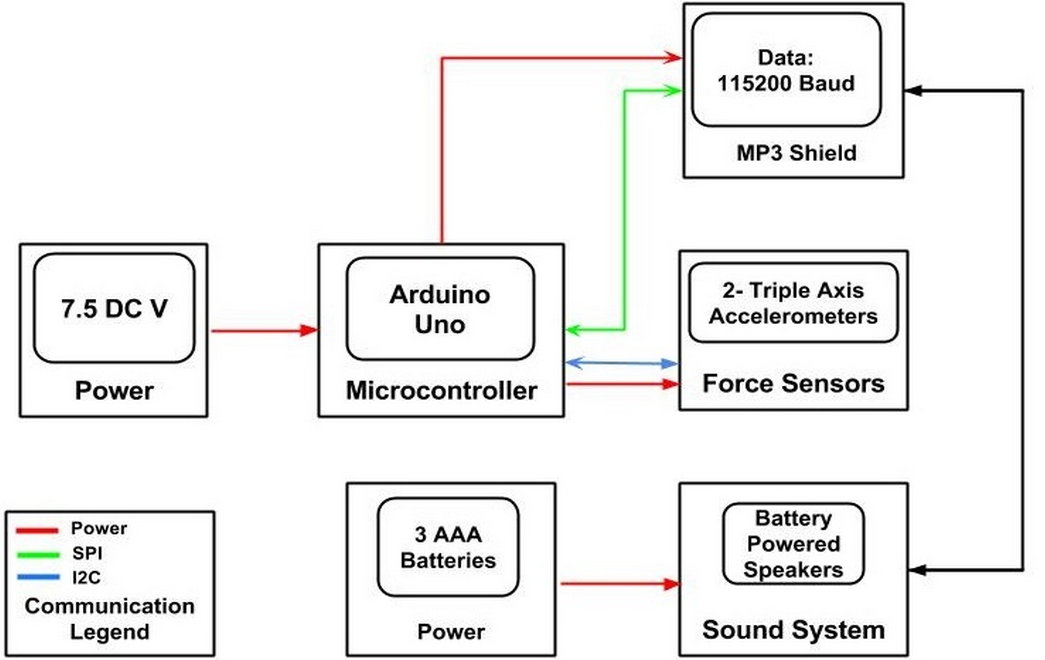 Data:
115200 Baud
MP3 Shield
7.5 DC V
Power
Arduino
Uno
Microcontroller
2- Triple Axis
Accelerometers
Force Sensors
Power
SPI
I2C
Communication
Legend
3 AAA
Batteries
Power
Battery
Powered
Speakers
Sound System